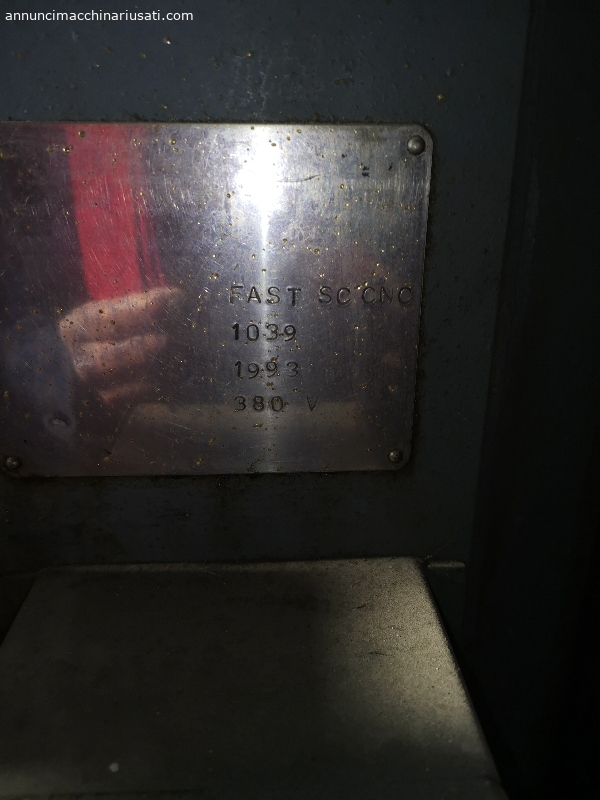 annuncimacchinariusati.com
FAST SC CNC
1039
1993
380 V